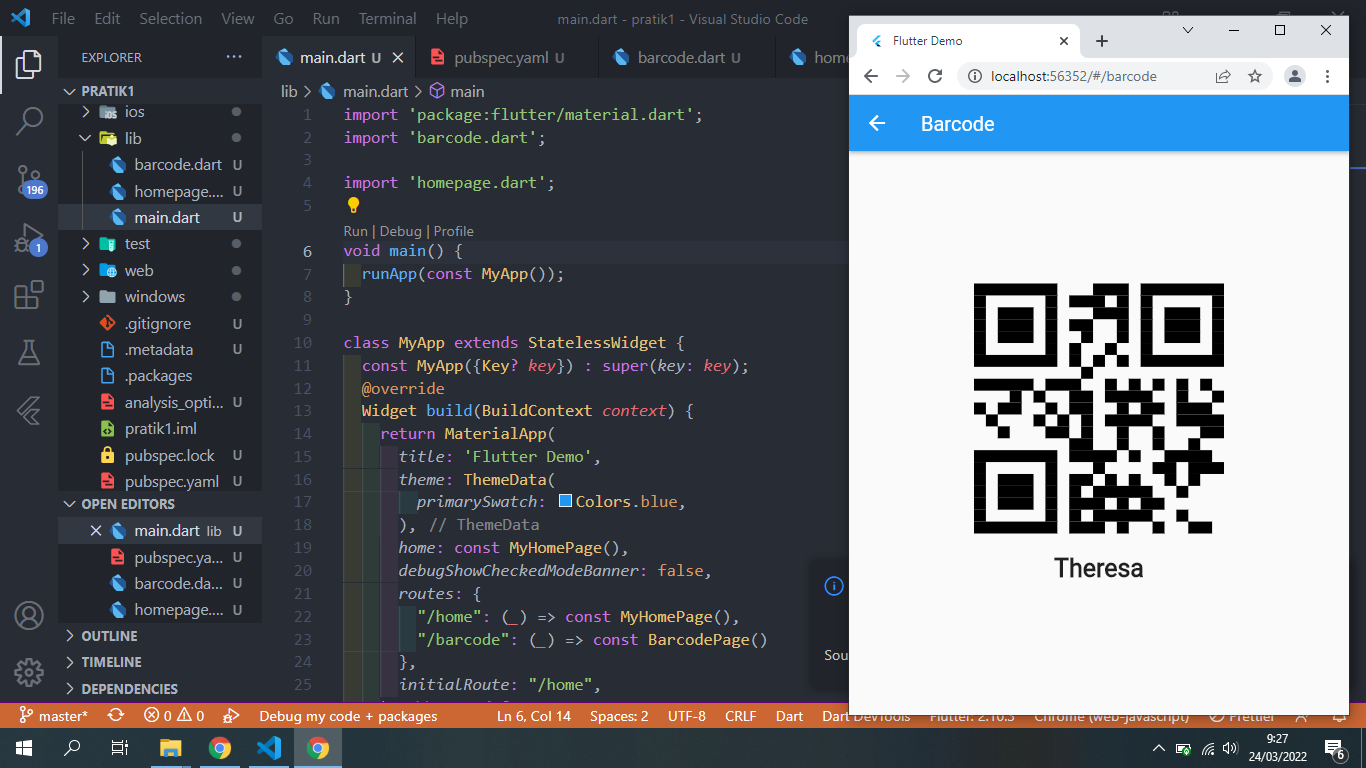 File Edit Selection View Go Run Terminal Help
main.dart - pratik1 - Visual Studio Code
EXPLORER
PRATIK1
ios
lib
barcode.dart U
homepage.... U
main.dart U
test
web
windows
.gitignore U
.metadata U
.packages
analysis_opti... U
pratik1.iml U
pubspec.lock U
pubspec.yaml U
OPEN EDITORS
main.dart lib U
pubspec.ya... U
barcode.da... U
homepage.... U
OUTLINE
TIMELINE
DEPENDENCIES
196
1
main.dart U
pubspec.yaml U
barcode.dart U
lib > main.dart > main
1 import 'package:flutter/material.dart';
2 import 'barcode.dart';
3
4 import 'homepage.dart';
5
Run | Debug | Profile
6 void main() {
7 runApp(const MyApp());
8 }
9
10 class MyApp extends StatelessWidget {
11 const MyApp({Key? key}) : super(key: key);
12 @override
13 Widget build(BuildContext context) {
14 return MaterialApp(
15 title: 'Flutter Demo',
16 theme: ThemeData(
17 primarySwatch: Colors.blue,
18 ), // ThemeData
19 home: const MyHomePage(),
20 debugShowCheckedModeBanner: false,
21 routes: {
22 "/home": (_) => const MyHomePage(),
23 "/barcode": (_) => const BarcodePage()
24 },
25 initialRoute: "/home",
Flutter Demo
localhost:56352/#/barcode
Barcode
Theresa
master* 0 0 Debug my code + packages Ln 6, Col 14 Spaces: 2 UTF-8 CRLF Dart Dart DevTools Flutter: 2.10.3 Chrome (web-javascript) Prettier
9:27
24/03/2022
6